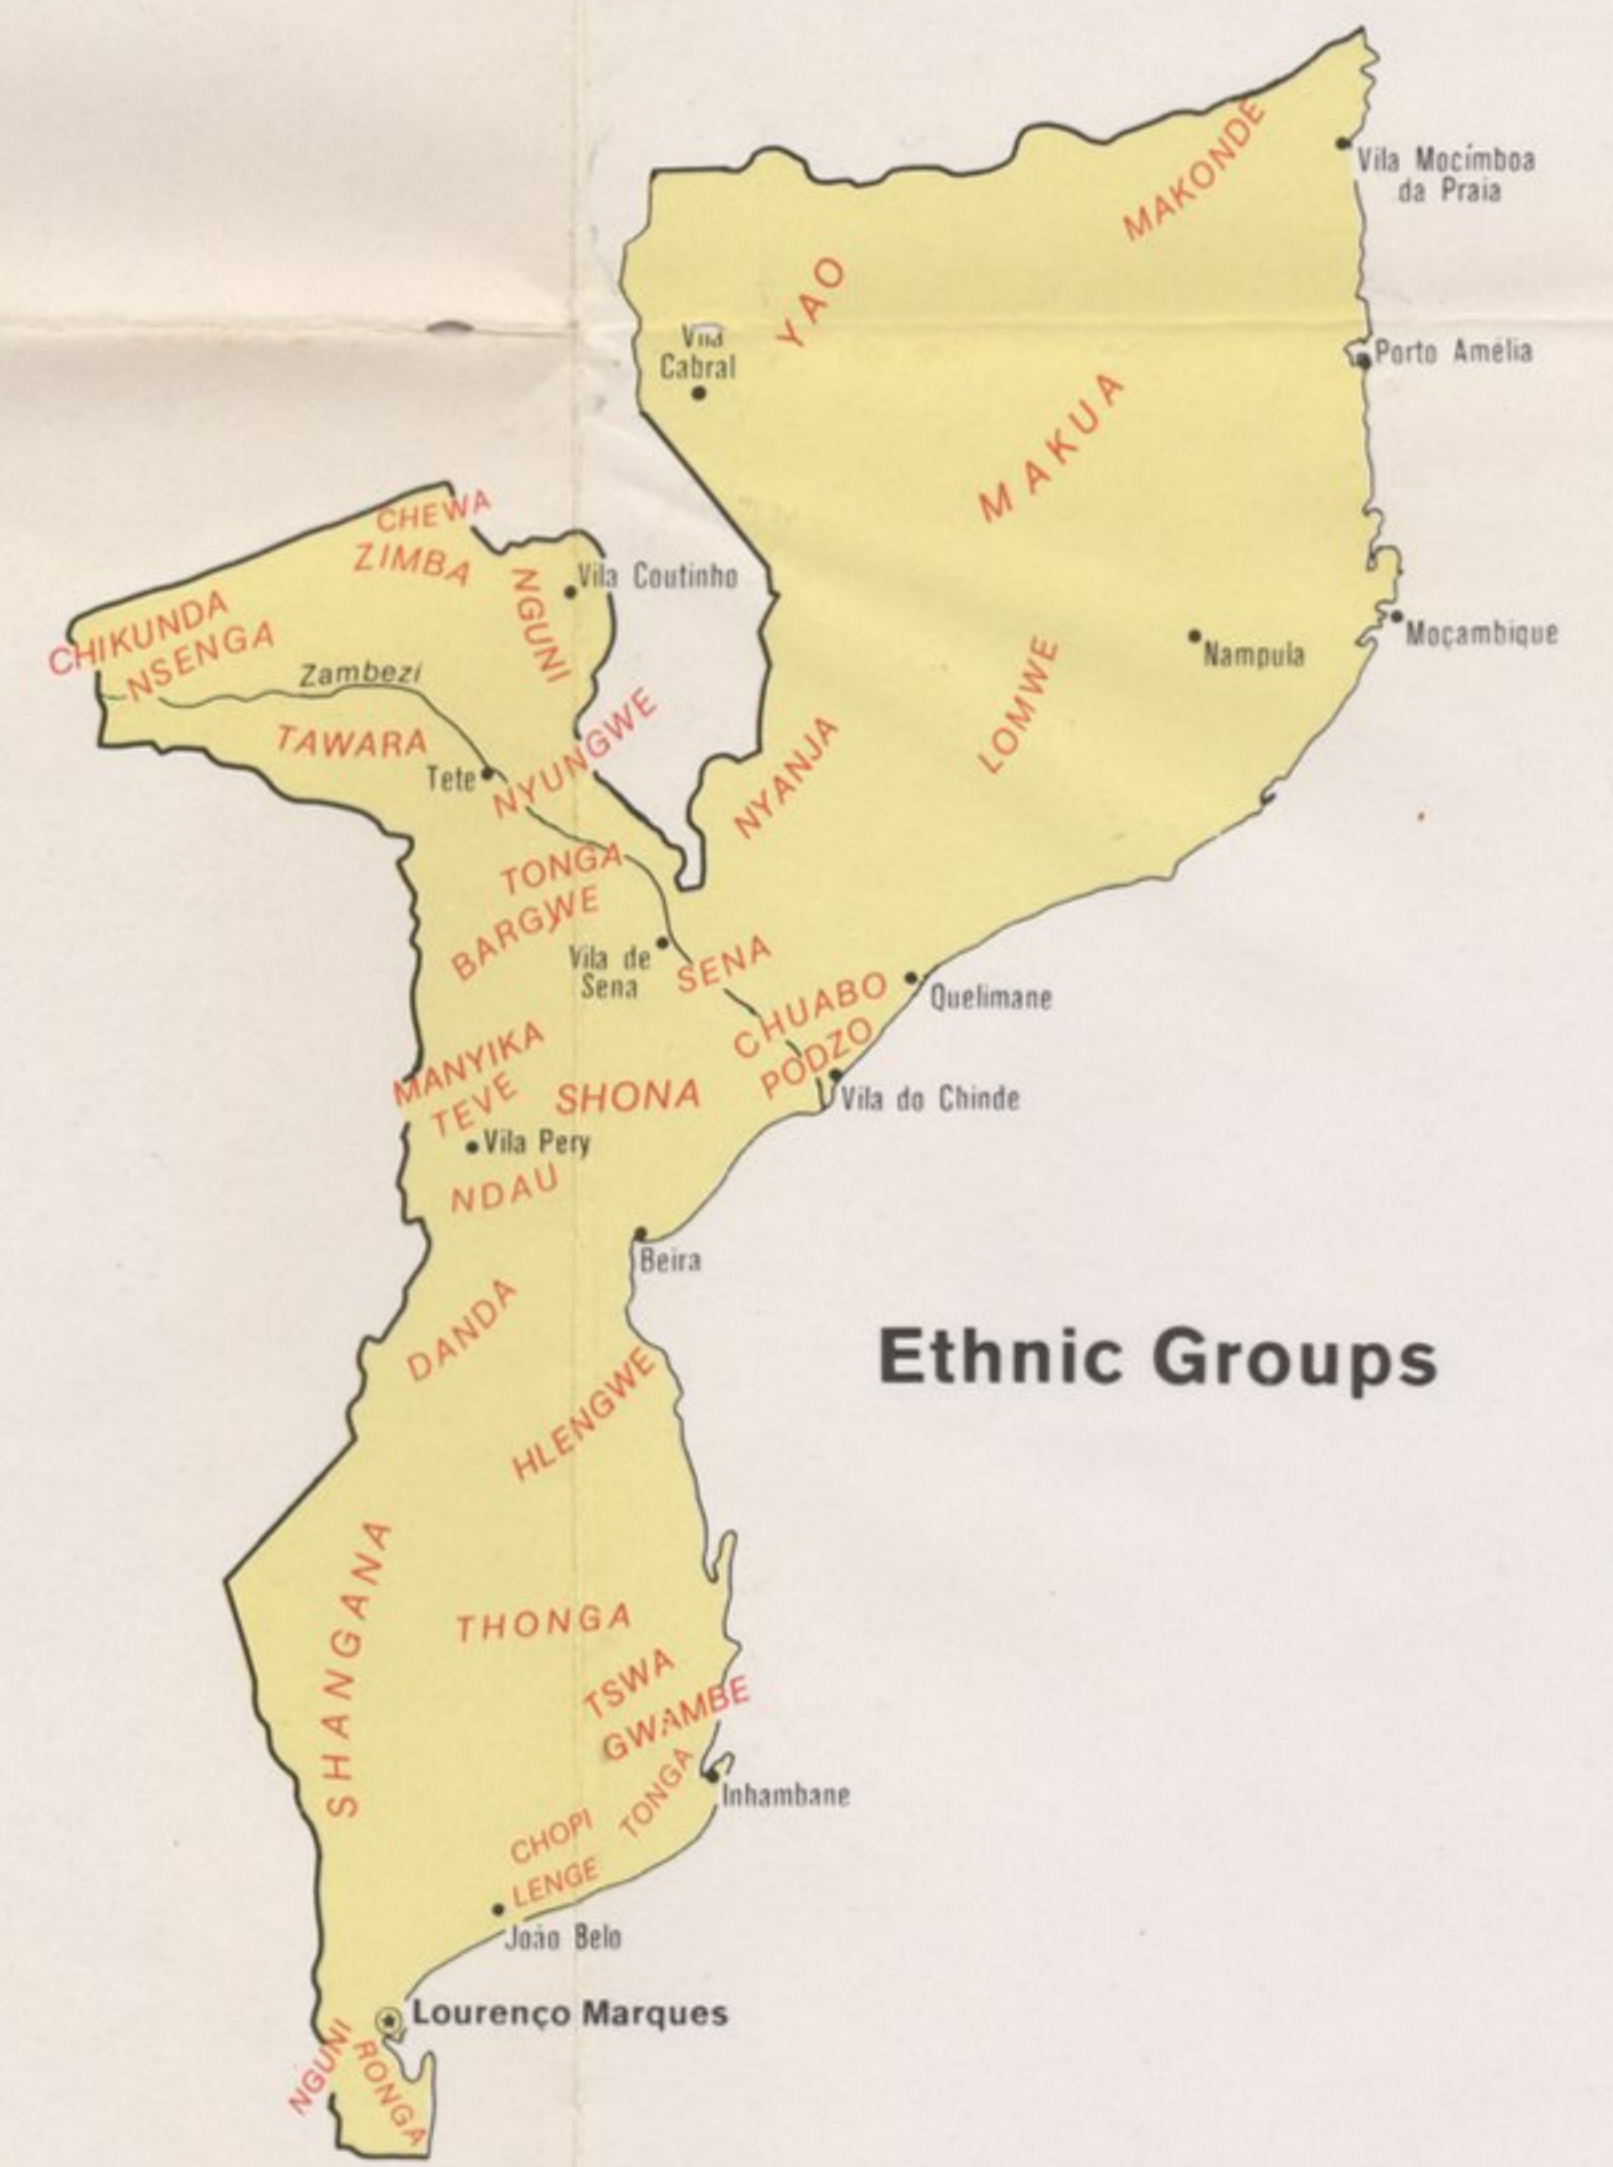 MAKONDE
Vila Mocímboa
da Praia
YAO
Vila
Cabral
Porto Amélia
MAKUA
CHEWA
ZIMBA
NGUNI
Vila Coutinho
CHIKUNDA
NSENGA
Zambezi
Moçambique
Nampula
LOMWE
TAWARA
Tete
NYUNGWE
NYANJA
TONGA
BARGWE
Vila de
Sena
SENA
CHUABO
Quelimane
PODZO
MANYIKA
TEVE
SHONA
Vila do Chinde
Vila Pery
NDAU
Beira
DANDA
Ethnic Groups
HLENGWE
SHANGANA
THONGA
TSWA
GWAMBE
TONGA
Inhambane
CHOPI
LENGE
João Belo
Lourenço Marques
NGUNI
RONGA